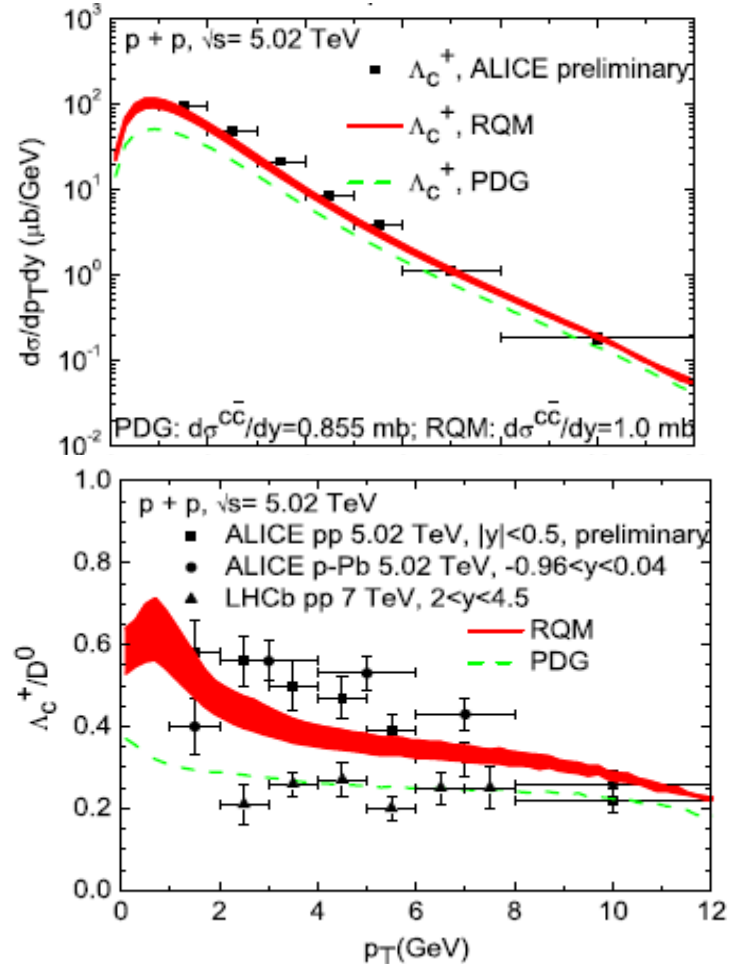 10³
p + p, √s= 5.02 TeV
Λc⁺, ALICE preliminary
10²
Λc⁺, RQM
Λc⁺, PDG
10¹
10⁰
10⁻¹
10⁻²
dσ/dpTdy (μb/GeV)
PDG: dσ^cc̄/dy=0.855 mb; RQM: dσ^cc̄/dy=1.0 mb
1.0
p + p, √s= 5.02 TeV
ALICE pp 5.02 TeV, |y|<0.5, preliminary
ALICE p-Pb 5.02 TeV, -0.96<y<0.04
0.8
LHCb pp 7 TeV, 2<y<4.5
RQM
PDG
0.6
0.4
0.2
0.0
Λc⁺/D⁰
0 2 4 6 8 10 12
pT(GeV)